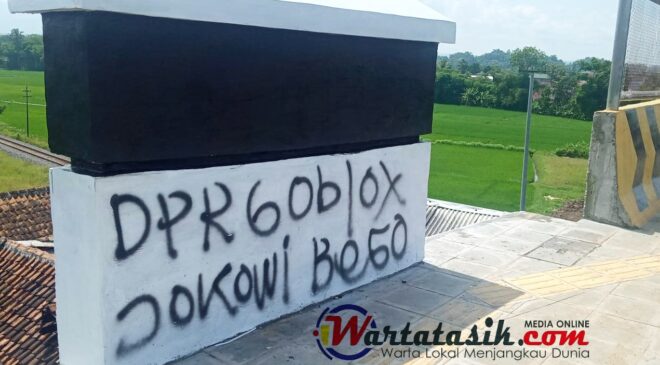 DPR GOblOX
JOKOWi BeGO
Wartatasik.com
MEDIA ONLINE
Warta Lokal Menjangkau Dunia